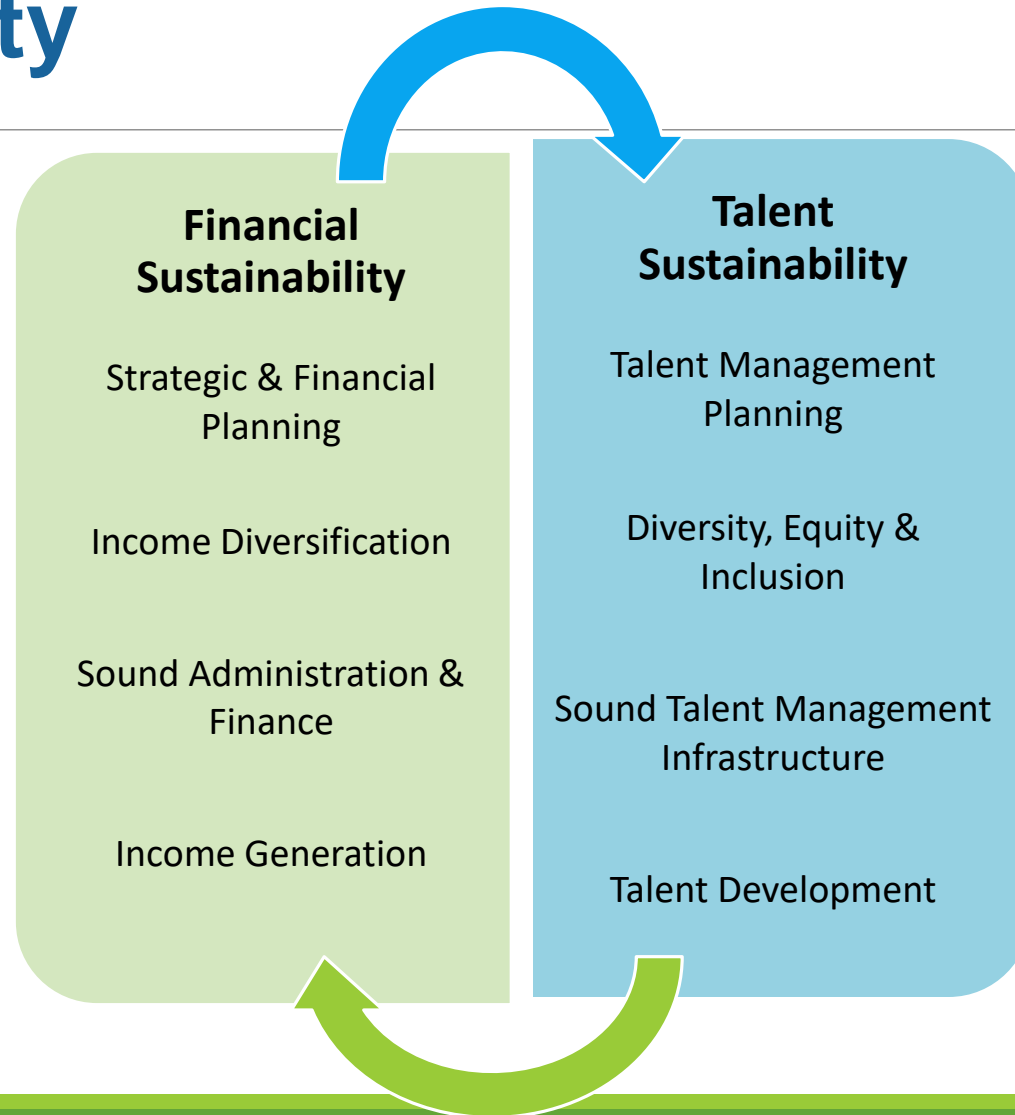 ty
Financial
Sustainability
Strategic & Financial
Planning
Income Diversification
Sound Administration &
Finance
Income Generation
Talent
Sustainability
Talent Management
Planning
Diversity, Equity &
Inclusion
Sound Talent Management
Infrastructure
Talent Development